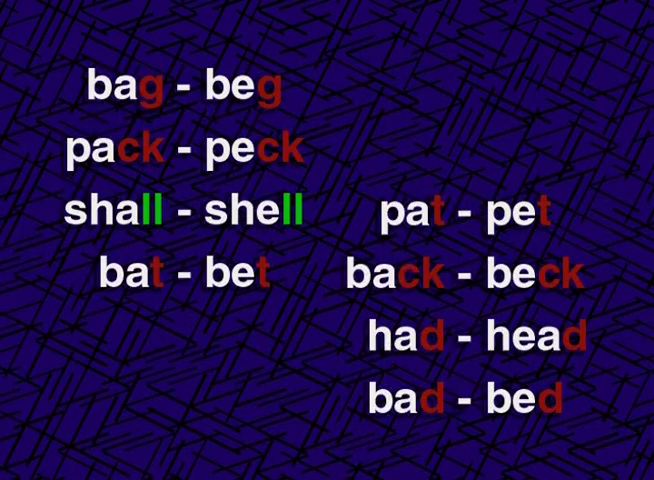 bag - beg
pack - peck
shall - shell
bat - bet
pat - pet
back - beck
had - head
bad - bed